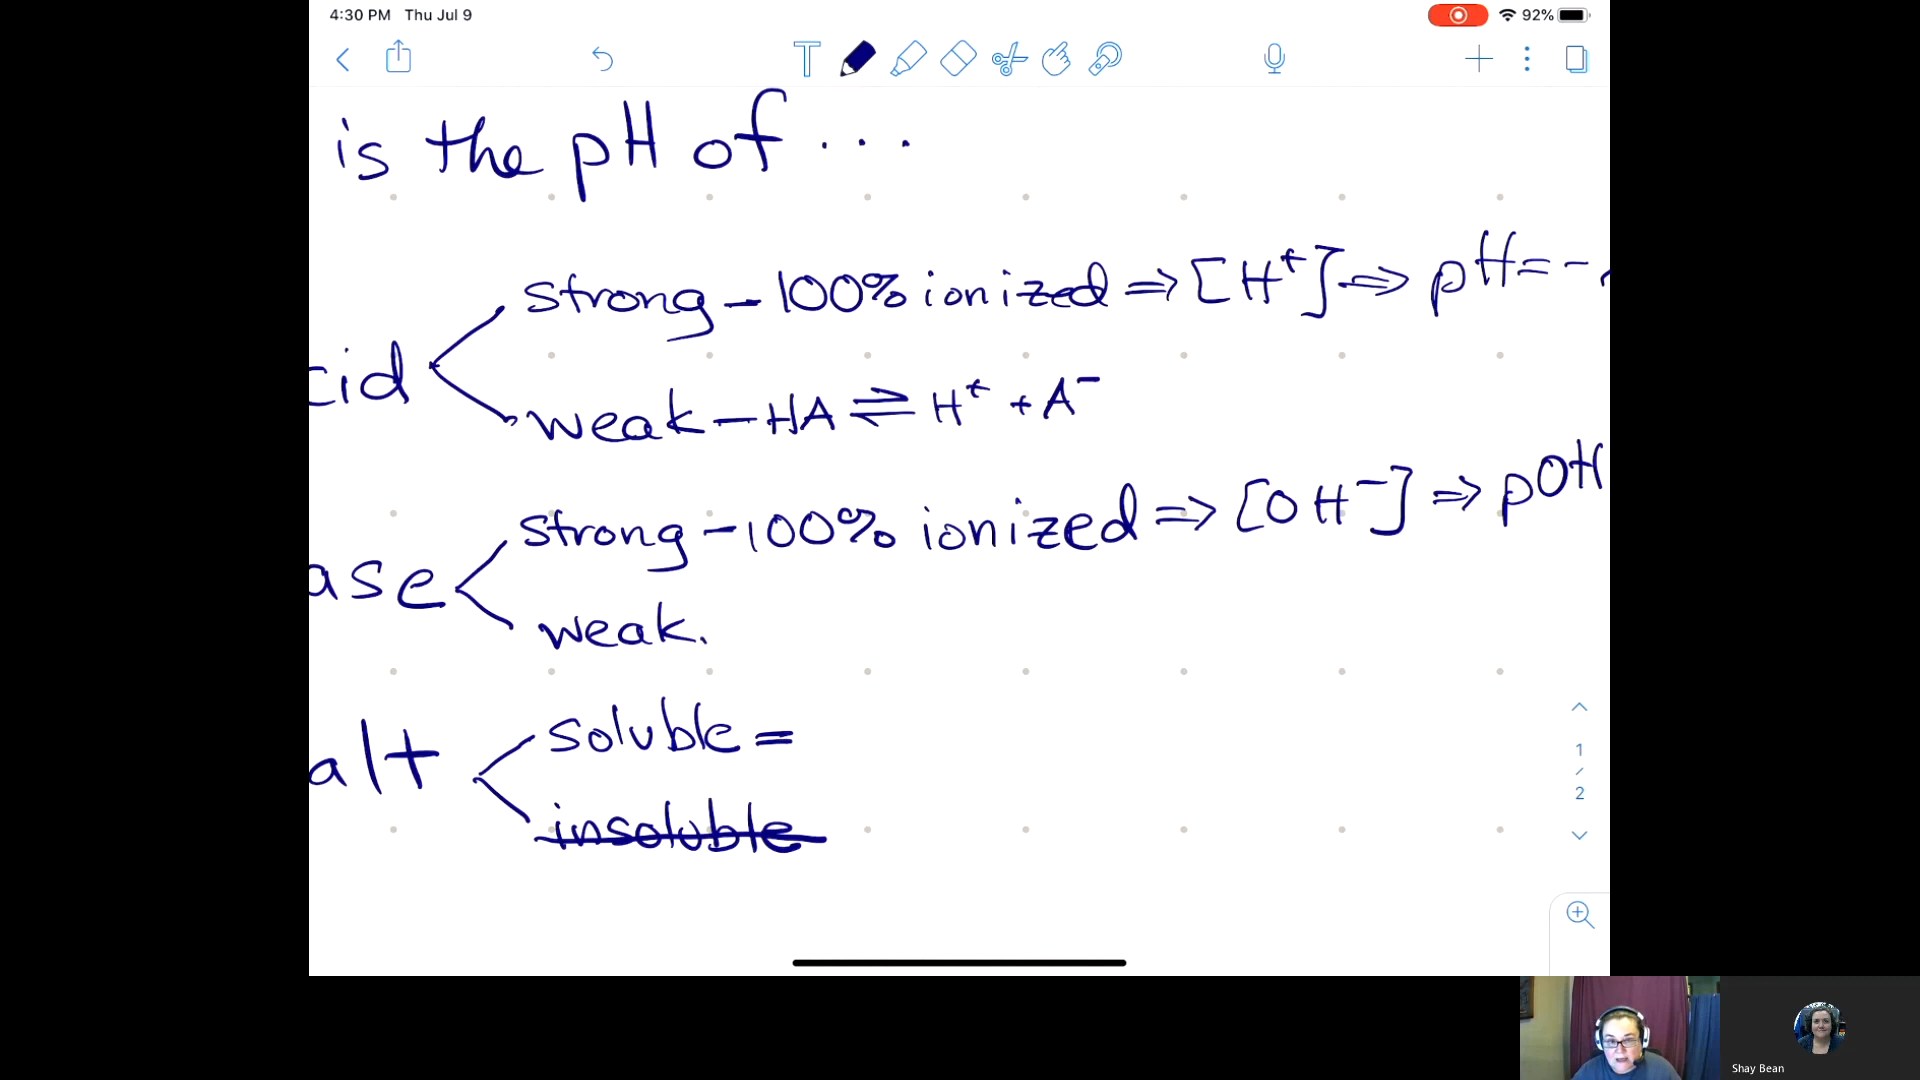 4:30 PM Thu Jul 9
92%
T
is the pH of ...
strong - 100% ionized ⇒ [H⁺] ⇒ pH = -
cid
weak - HA ⇌ H⁺ + A⁻
strong - 100% ionized ⇒ [OH⁻] ⇒ pOH
ase
weak.
soluble =
alt
insoluble
1
/
2
Shay Bean